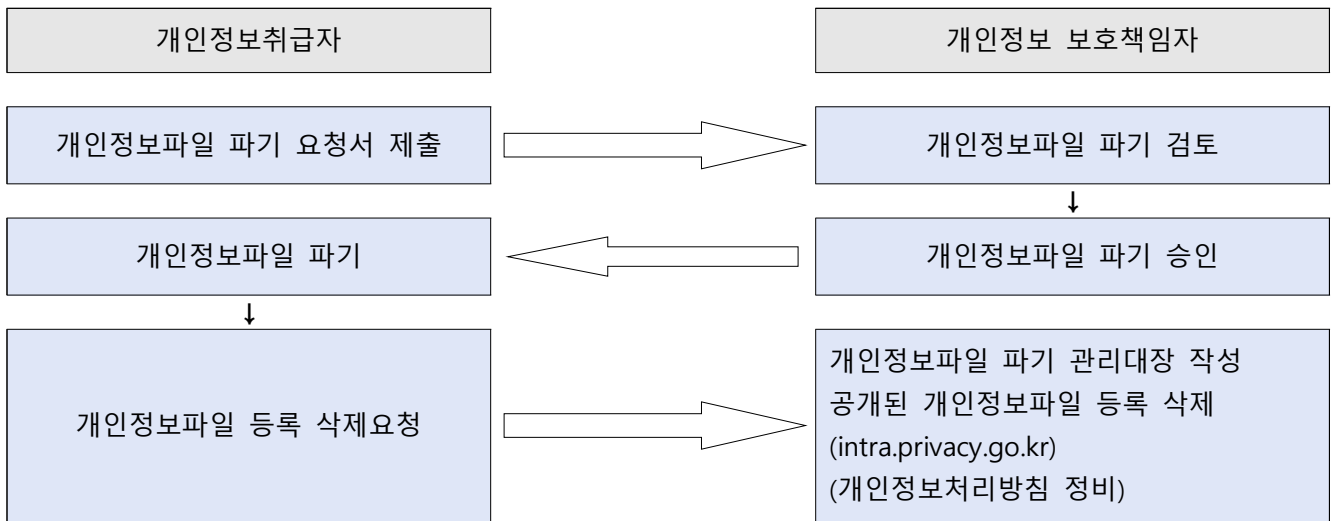 개인정보취급자
개인정보 보호책임자
개인정보파일 파기 요청서 제출
개인정보파일 파기 검토
↓
개인정보파일 파기
개인정보파일 파기 승인
↓
개인정보파일 등록 삭제요청
개인정보파일 파기 관리대장 작성
공개된 개인정보파일 등록 삭제
(intra.privacy.go.kr)
(개인정보처리방침 정비)